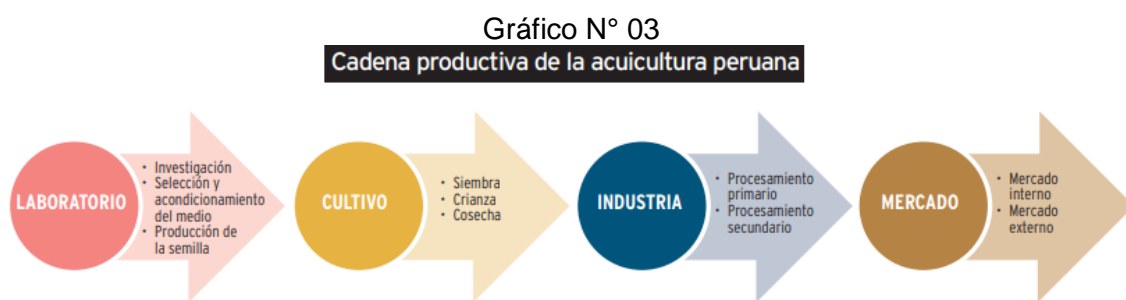 Gráfico N° 03
Cadena productiva de la acuicultura peruana
LABORATORIO
• Investigación
• Selección y
acondicionamiento
del medio
• Producción de
la semilla
CULTIVO
• Siembra
• Crianza
• Cosecha
INDUSTRIA
• Procesamiento
primario
• Procesamiento
secundario
MERCADO
• Mercado
interno
• Mercado
externo